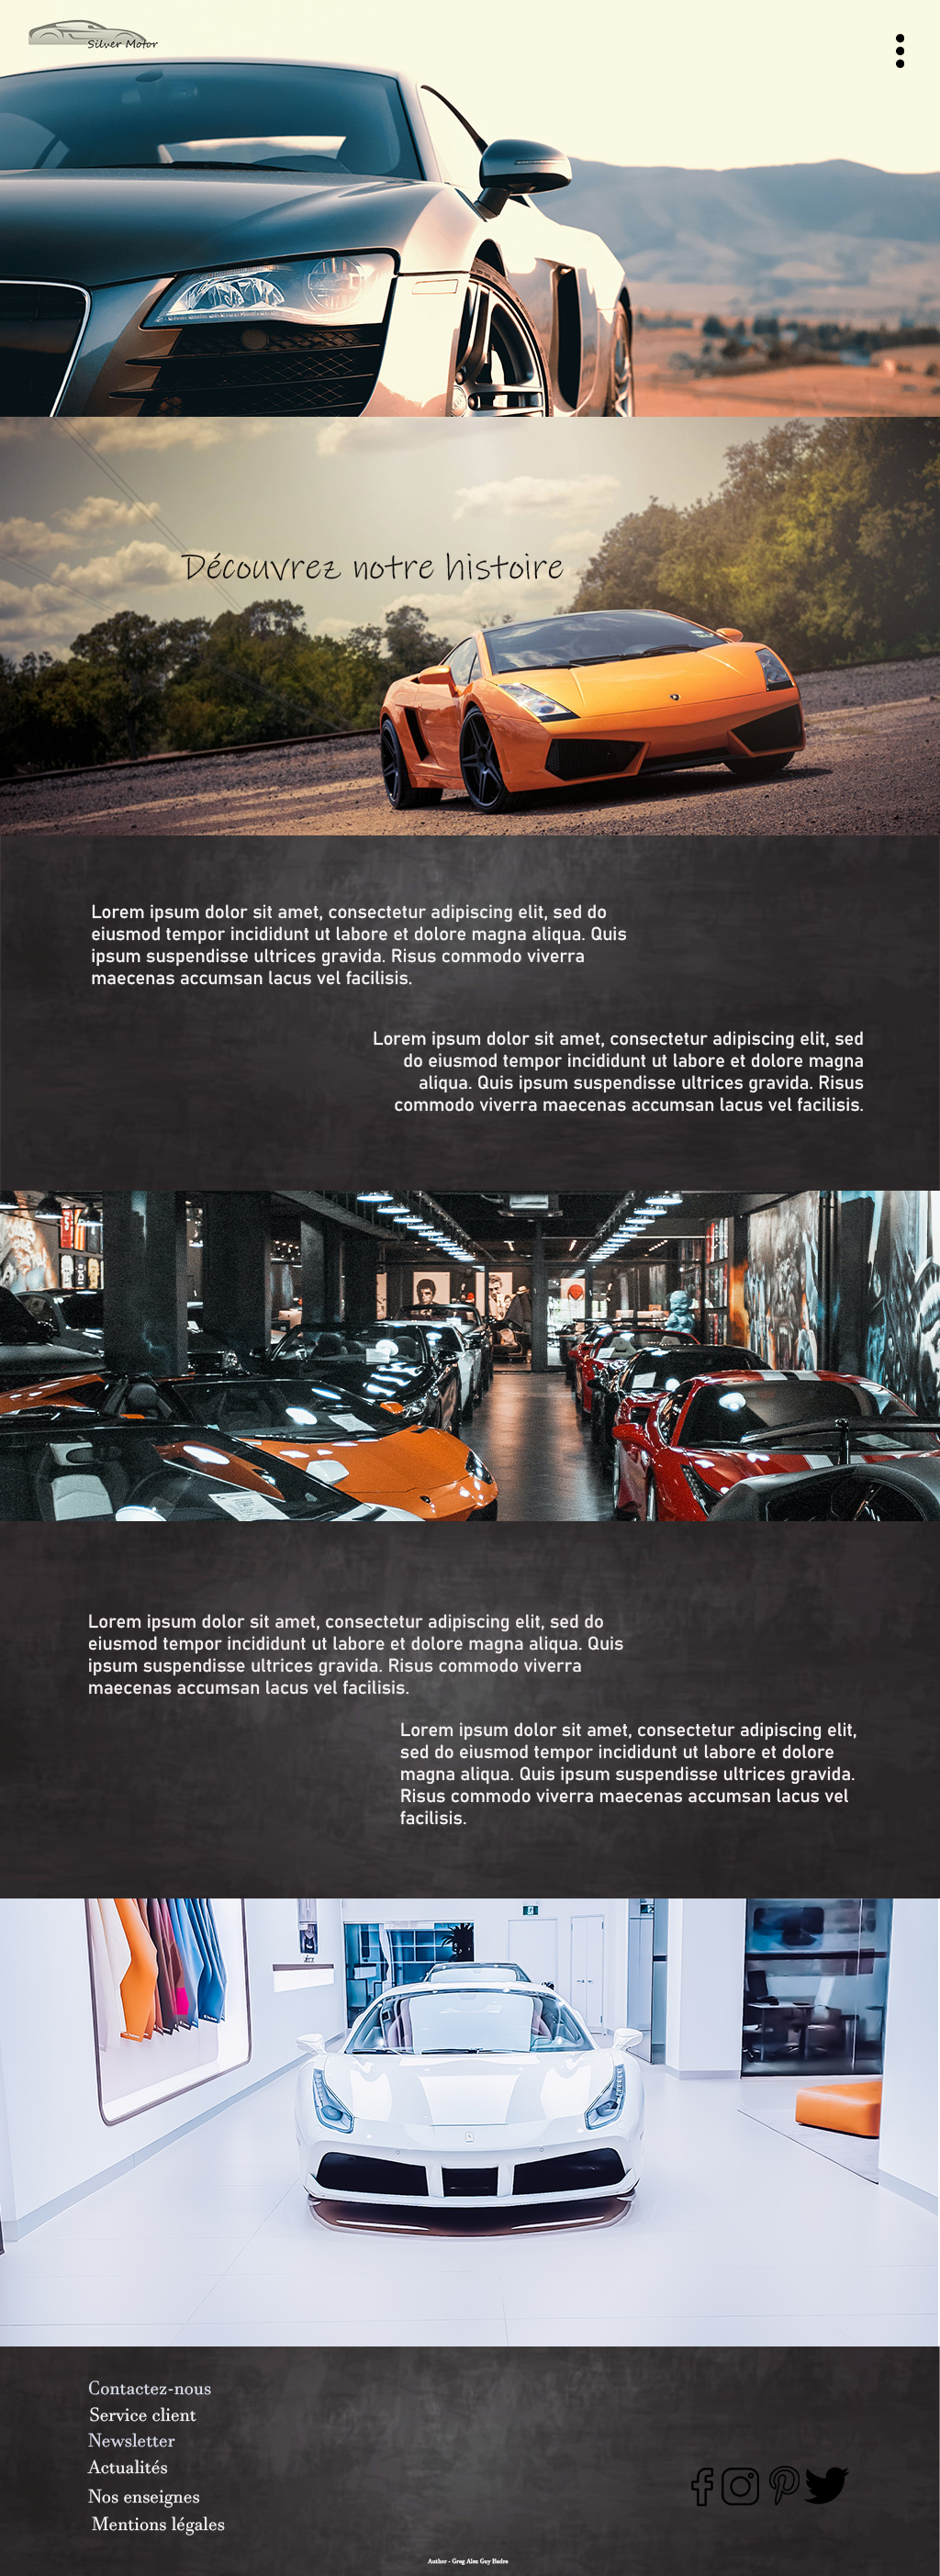 Silver Motor
Découvrez notre histoire
Lorem ipsum dolor sit amet, consectetur adipiscing elit, sed do
eiusmod tempor incididunt ut labore et dolore magna aliqua. Quis
ipsum suspendisse ultrices gravida. Risus commodo viverra
maecenas accumsan lacus vel facilisis.
Lorem ipsum dolor sit amet, consectetur adipiscing elit, sed
do eiusmod tempor incididunt ut labore et dolore magna
aliqua. Quis ipsum suspendisse ultrices gravida. Risus
commodo viverra maecenas accumsan lacus vel facilisis.
Lorem ipsum dolor sit amet, consectetur adipiscing elit, sed do
eiusmod tempor incididunt ut labore et dolore magna aliqua. Quis
ipsum suspendisse ultrices gravida. Risus commodo viverra
maecenas accumsan lacus vel facilisis.
Lorem ipsum dolor sit amet, consectetur adipiscing elit,
sed do eiusmod tempor incididunt ut labore et dolore
magna aliqua. Quis ipsum suspendisse ultrices gravida.
Risus commodo viverra maecenas accumsan lacus vel
facilisis.
Contactez-nous
Service client
Newsletter
Actualités
Nos enseignes
Mentions légales
Author - Greg Alex Guy Badre